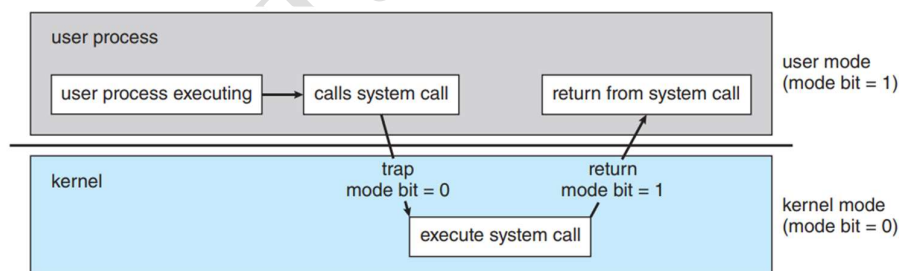 user process
user process executing
calls system call
return from system call
user mode
(mode bit = 1)
trap
mode bit = 0
return
mode bit = 1
kernel
execute system call
kernel mode
(mode bit = 0)